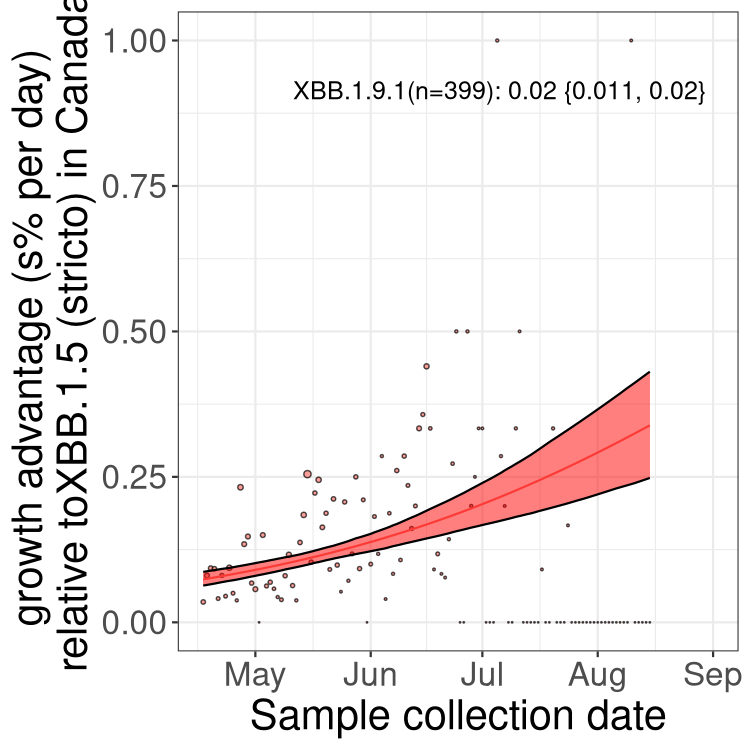 growth advantage (s% per day)
relative toXBB.1.5 (stricto) in Canada
1.00
0.75
0.50
0.25
0.00
XBB.1.9.1(n=399): 0.02 {0.011, 0.02}
May Jun Jul Aug Sep
Sample collection date